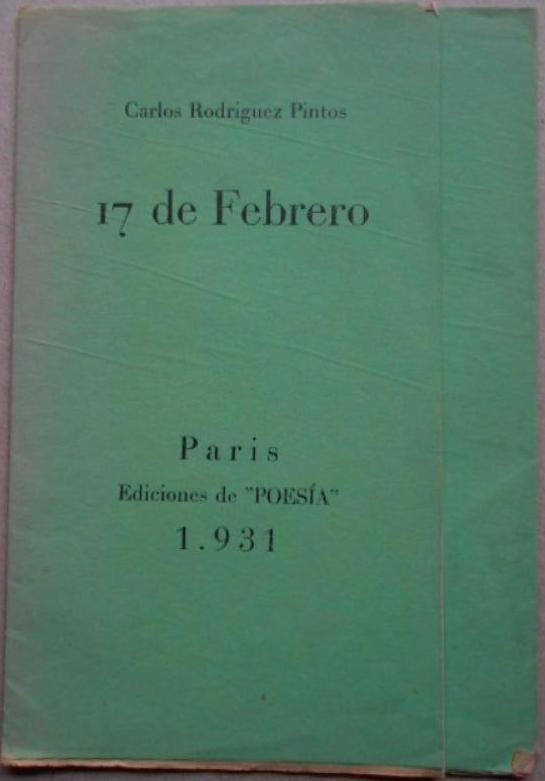 Carlos Rodriguez Pintos
17 de Febrero
Paris
Ediciones de "POESÍA"
1.931